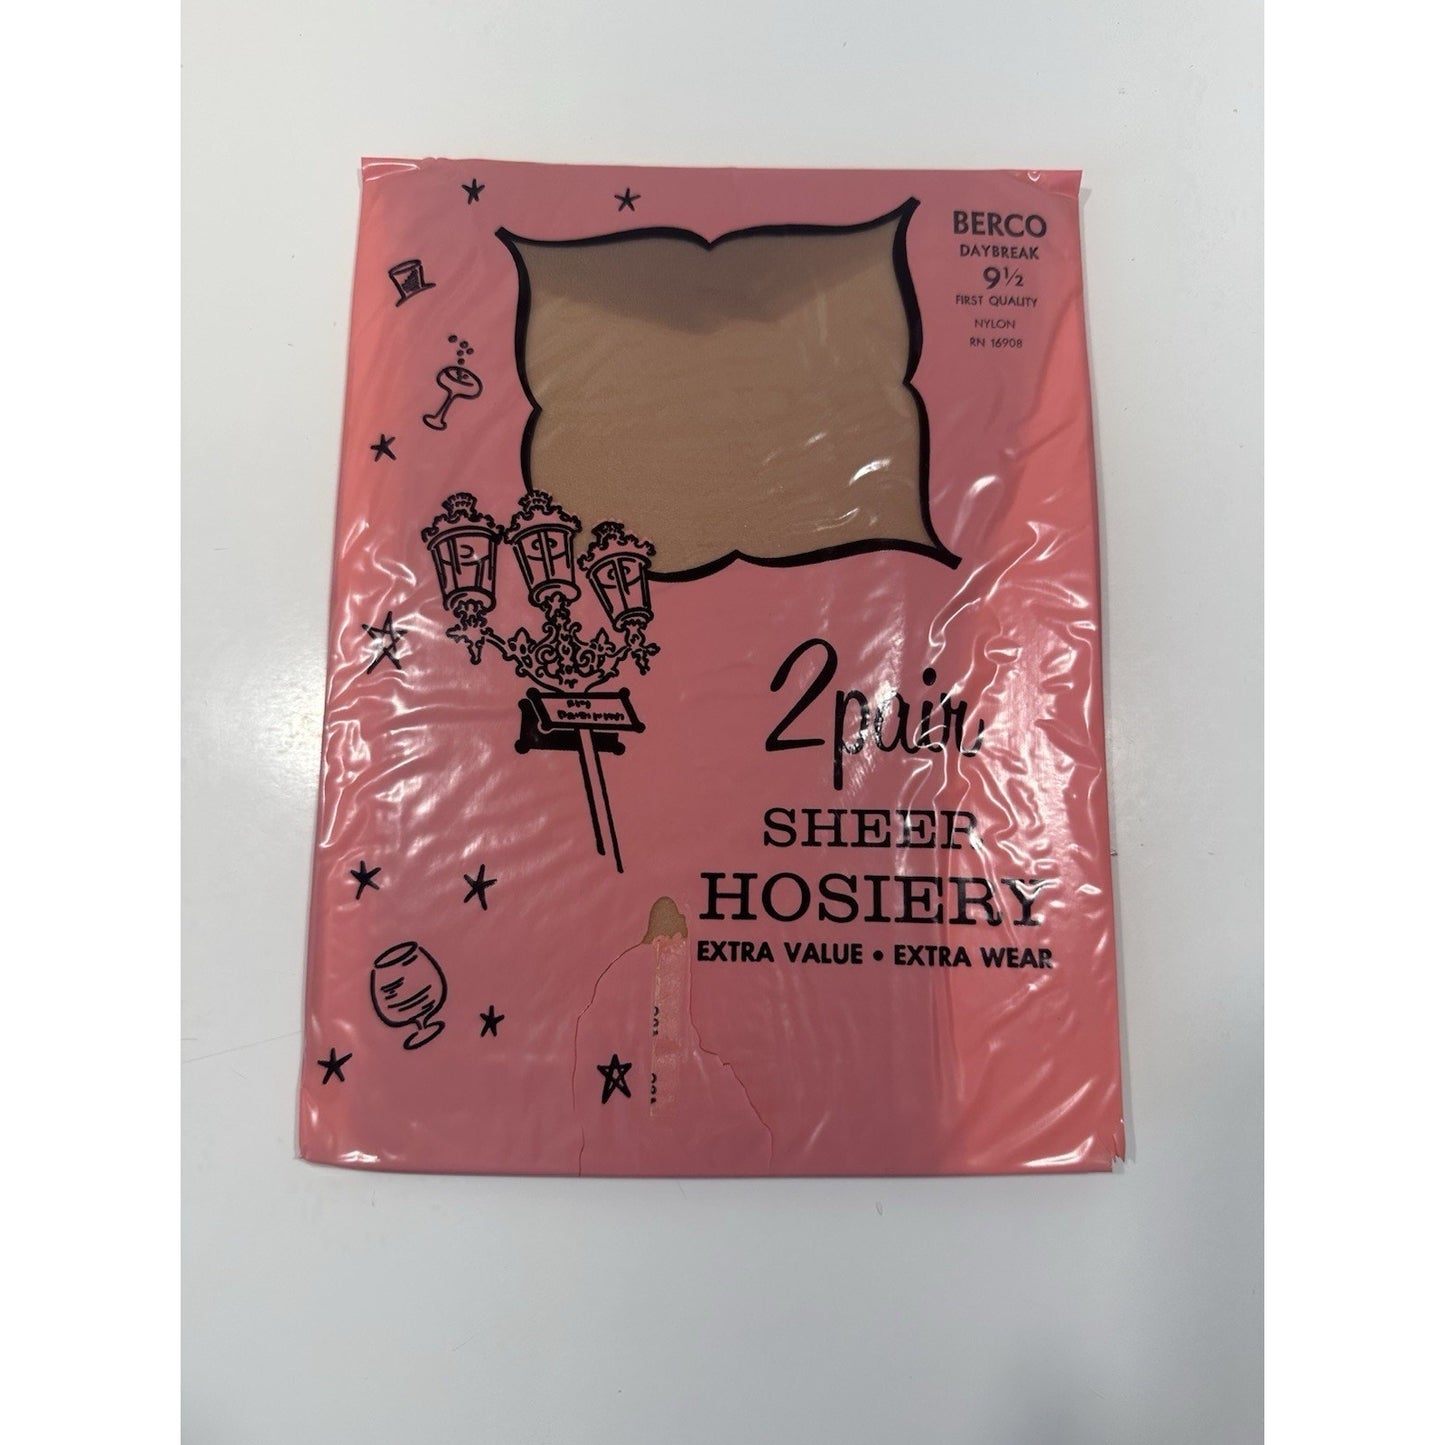 BERCO
DAYBREAK
9½
FIRST QUALITY
NYLON
RN 16908
2 pair
SHEER
HOSIERY
EXTRA VALUE • EXTRA WEAR